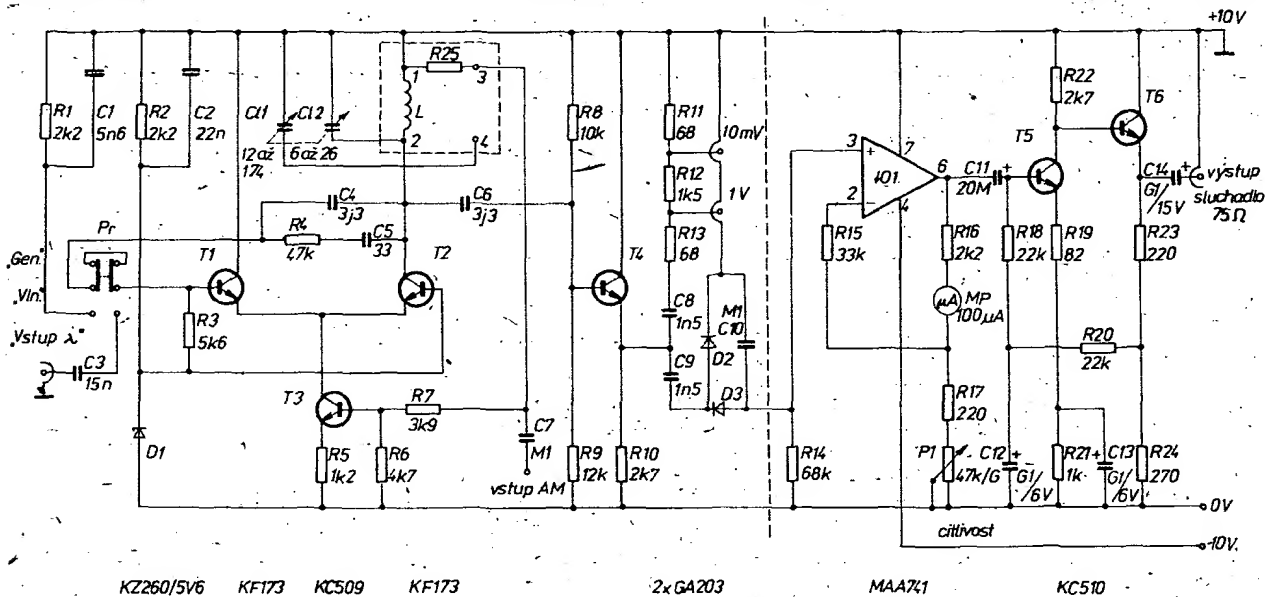 +10V
R1
2k2
C1
5n6
R2
2k2
C2
22n
Cl1
12 až
174
Cl2
6 až 26
1
R25
3
L
2
4
R8
10k
R11
68
10mV
R12
1k5
1V
R13
68
3
+
2
-
IO1
7
6
4
C11
20M
+
R22
2k7
T5
T6
C14
+
G1/
15V
výstup
sluchadlo
75Ω
C4
3j3
C6
3j3
R4
47k
C5
33
Pr
„Gen."
„Vln."
T1
T2
T4
R3
5k6
Vstup λ"
C3
15n
T3
R7
3k9
C7
M1
vstup AM
D1
R5
1k2
R6
4k7
R9
12k
R10
2k7
C8
1n5
C9
1n5
D2
M1
C10
D3
R14
68k
R15
33k
R16
2k2
μA
MP
100μA
R18
22k
R19
82
R23
220
R20
22k
R17
220
P1
47k/G
C12
+
G1
/6V
R21
1k
+
C13
G1/
/6V
R24
270
citlivost
0V
-10V
KZ260/5V6
KF173
KC509
KF173
2xGA203
MAA741
KC510